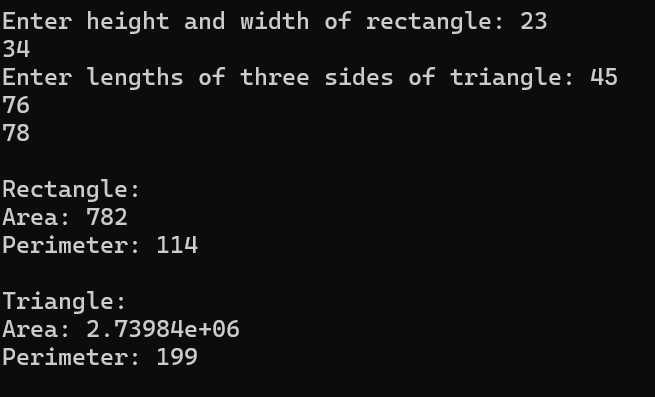 Enter height and width of rectangle: 23
34
Enter lengths of three sides of triangle: 45
76
78
Rectangle:
Area: 782
Perimeter: 114
Triangle:
Area: 2.73984e+06
Perimeter: 199